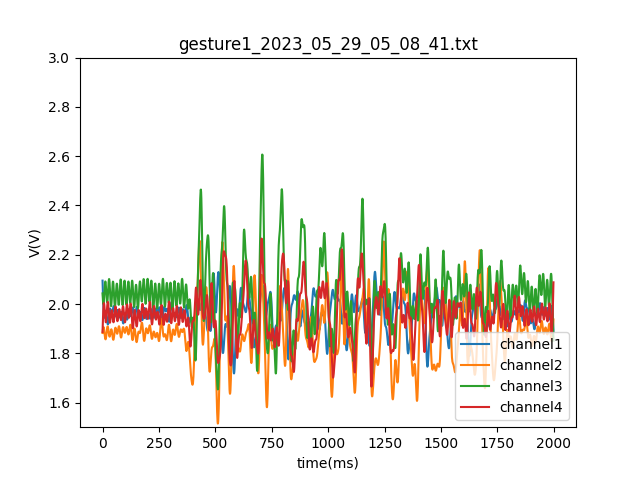 gesture1_2023_05_29_05_08_41.txt
3.0
2.8
2.6
2.4
2.2
2.0
1.8
1.6
V(V)
channel1
channel2
channel3
channel4
0 250 500 750 1000 1250 1500 1750 2000
time(ms)